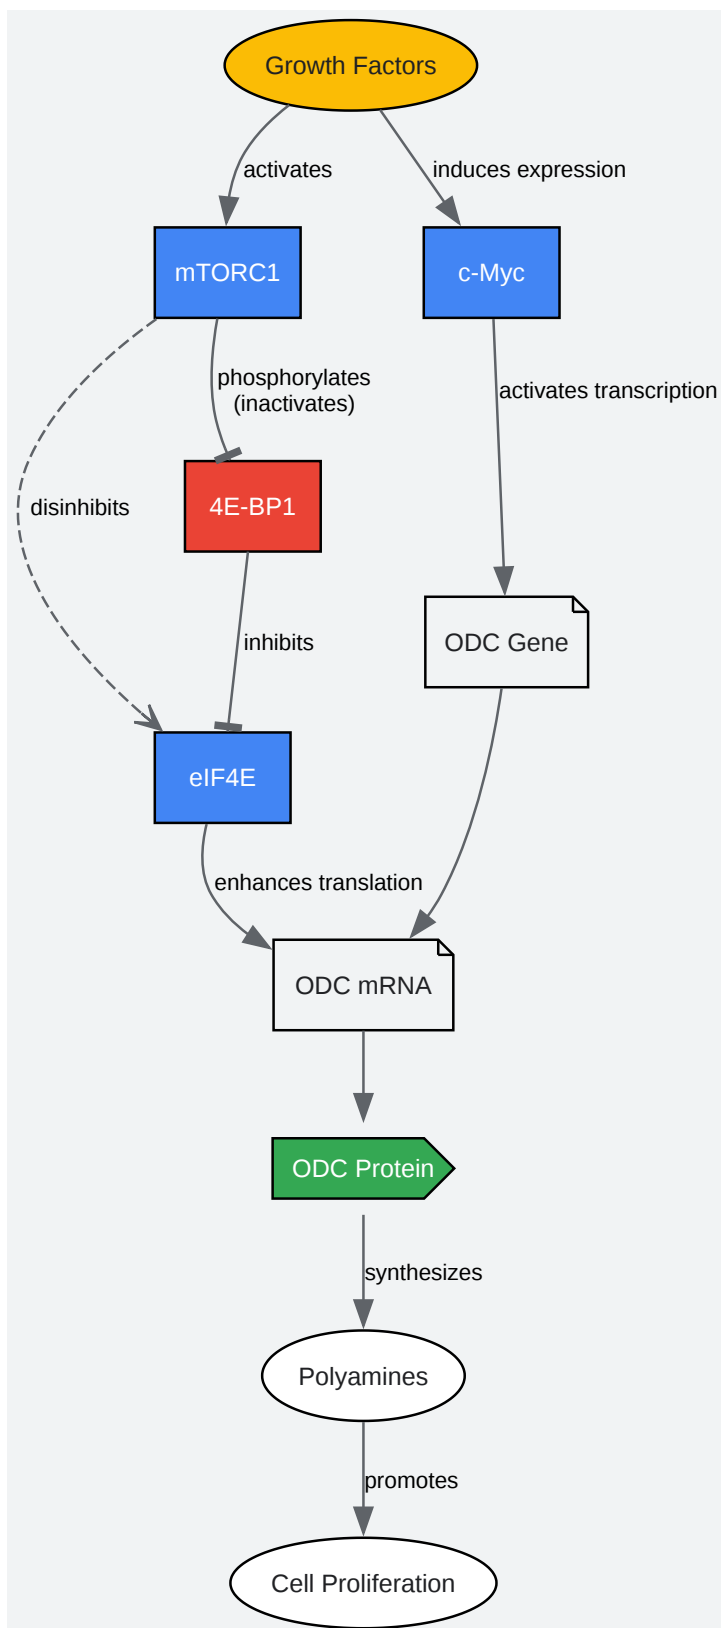 Growth Factors
activates
induces expression
mTORC1
c-Myc
phosphorylates
(inactivates)
activates transcription
4E-BP1
disinhibits
ODC Gene
inhibits
eIF4E
enhances translation
ODC mRNA
ODC Protein
synthesizes
Polyamines
promotes
Cell Proliferation